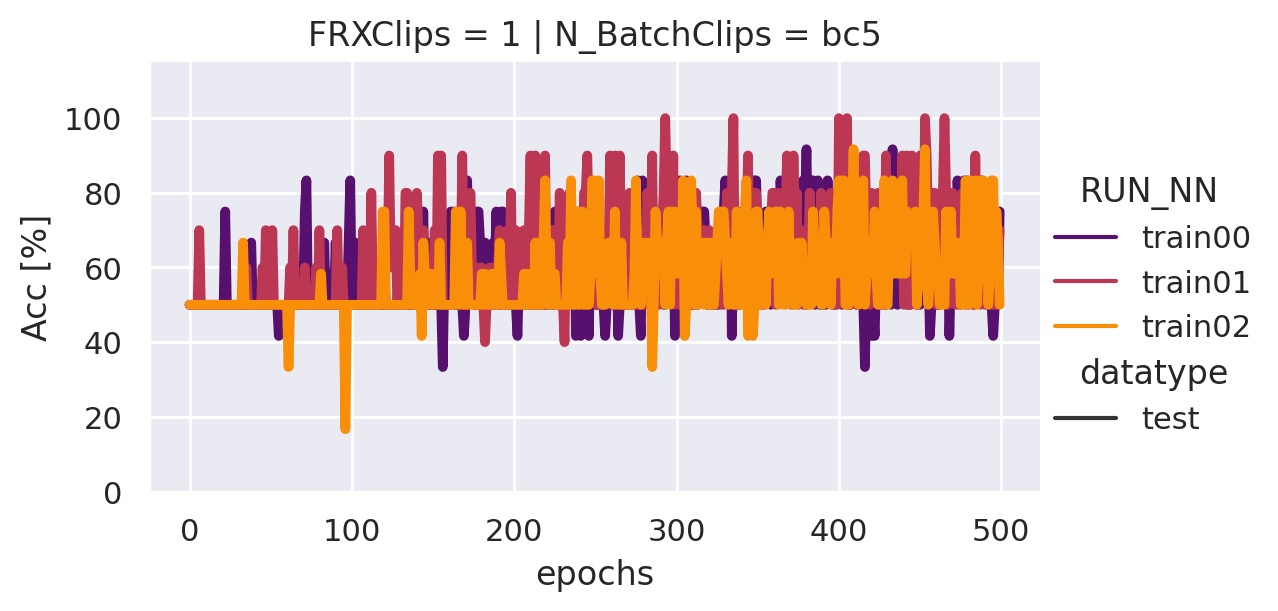 FRXClips = 1 | N_BatchClips = bc5
Acc [%]
100
80
60
40
20
0
0 100 200 300 400 500
epochs
RUN_NN
train00
train01
train02
datatype
test